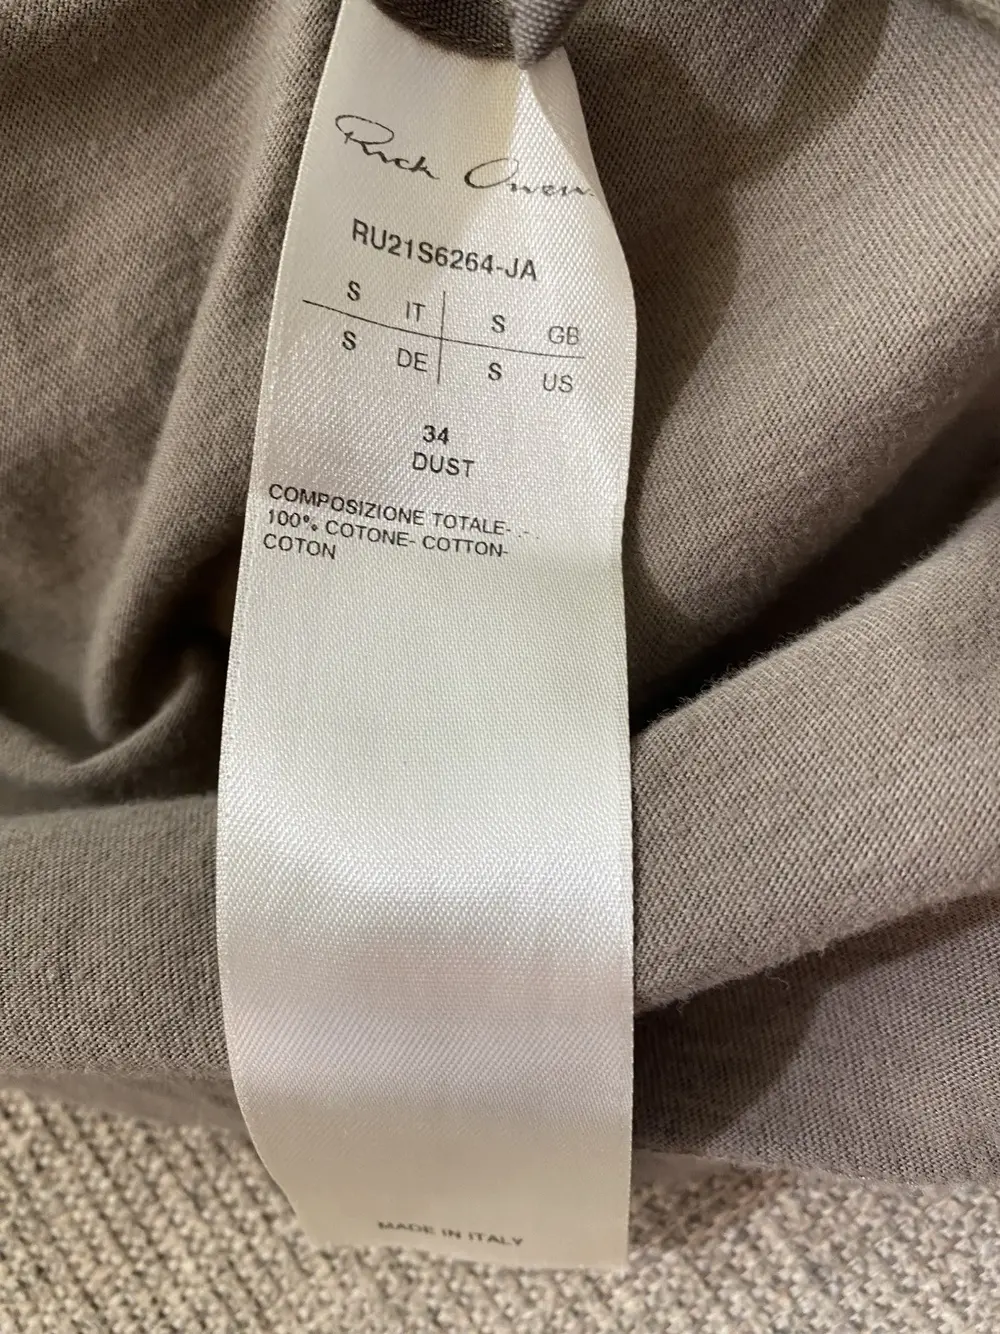 Rick Owens
RU21S6264-JA
S IT S GB
S DE S US
34
DUST
COMPOSIZIONE TOTALE- - -
100% COTONE- COTTON-
COTON
MADE IN ITALY